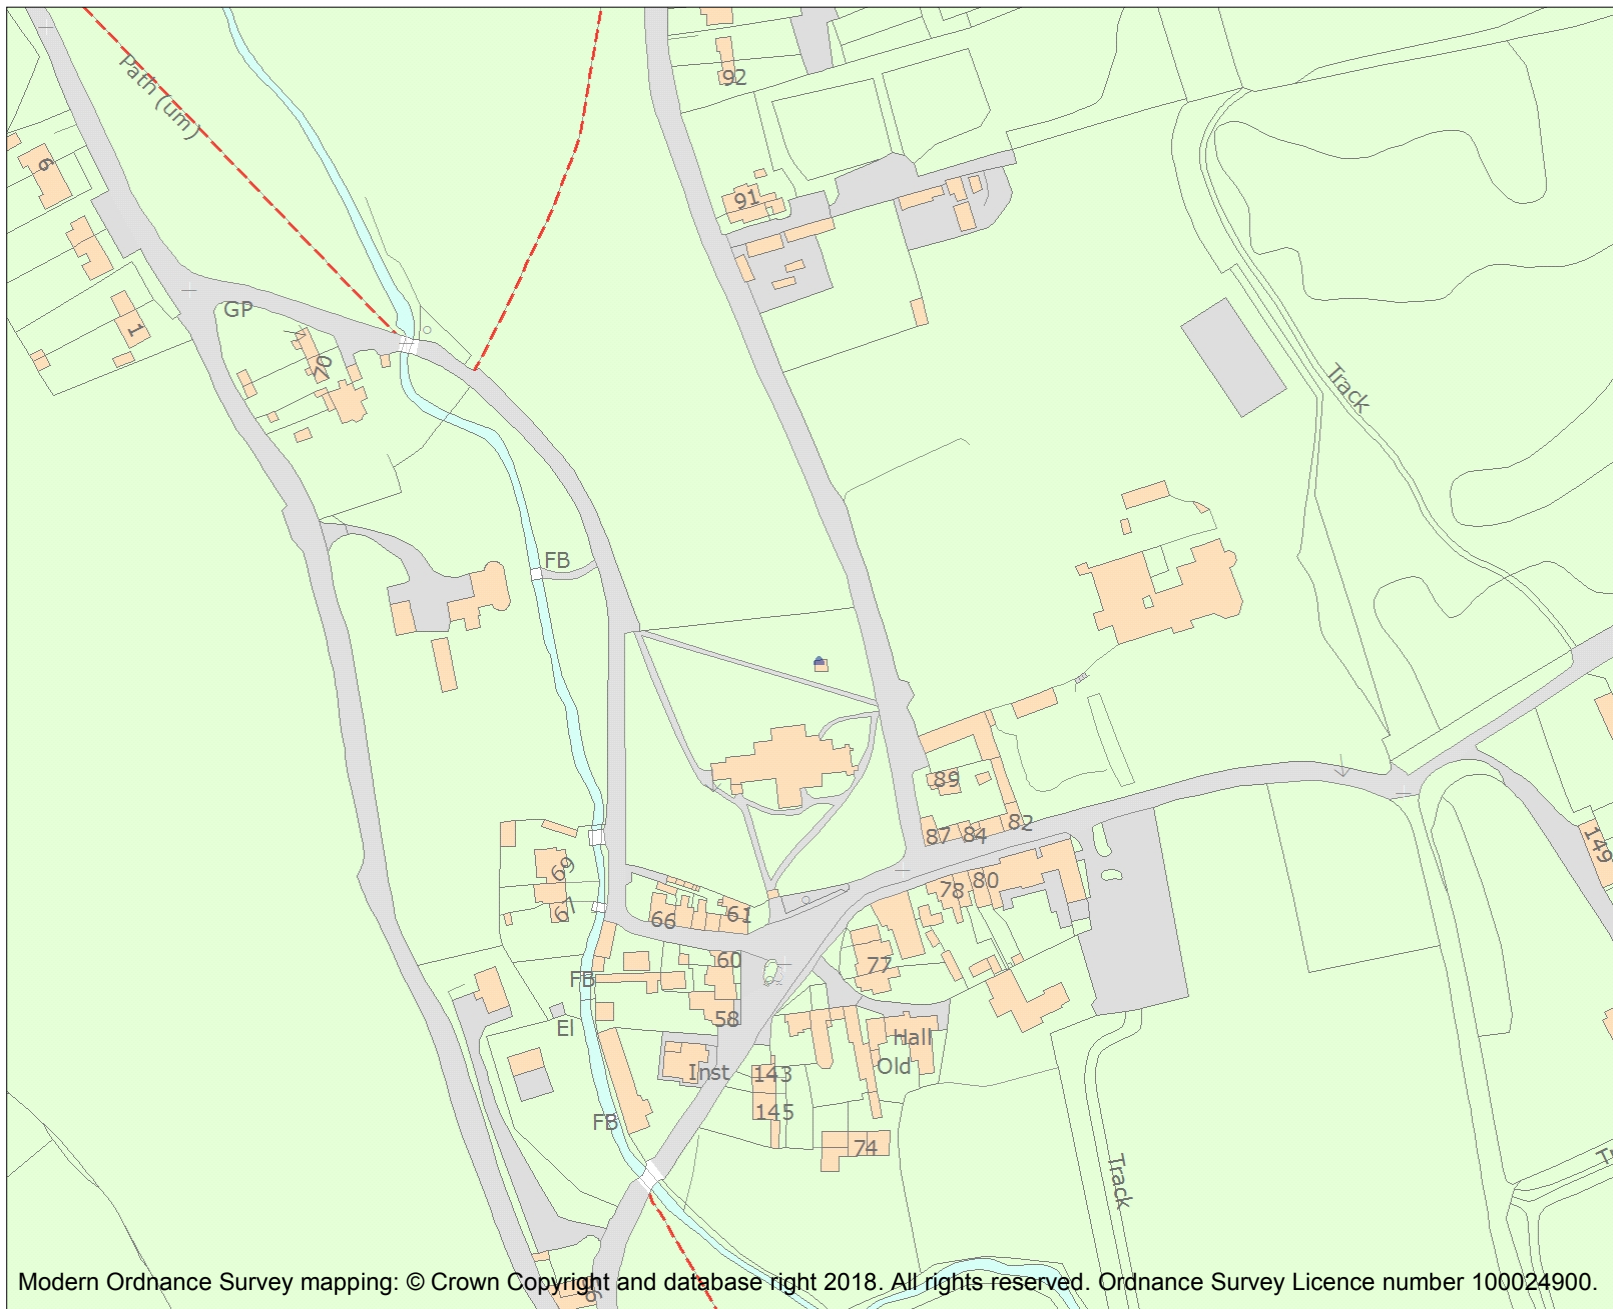 92
Path (um)
6
91
GP
1
70
Track
FB
89
87
84
82
149
69
67
78
80
66
61
60
77
FB
58
El
Hall
Old
Inst
143
145
FB
74
Track
Modern Ordnance Survey mapping: © Crown Copyright and database right 2018. All rights reserved. Ordnance Survey Licence number 100024900.